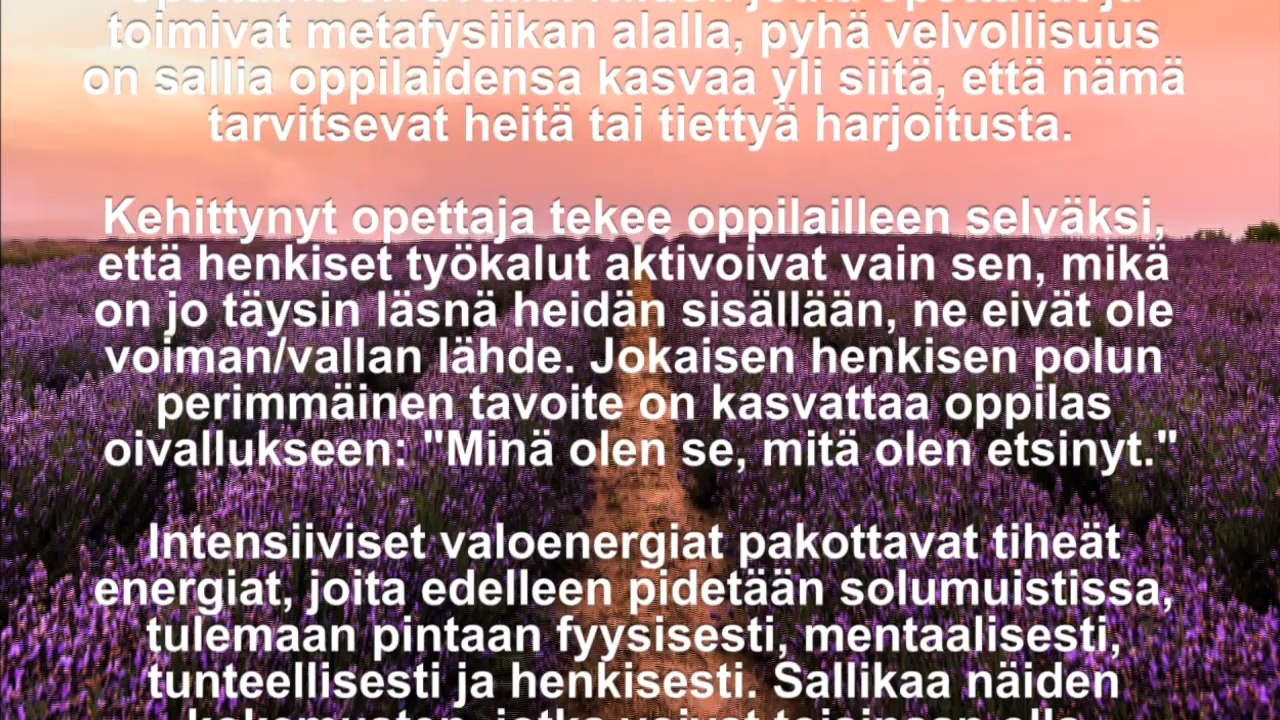 toimivat metafysiikan alalla, pyhä velvollisuus
on sallia oppilaidensa kasvaa yli siitä, että nämä
tarvitsevat heitä tai tiettyä harjoitusta.
Kehittynyt opettaja tekee oppilailleen selväksi,
että henkiset työkalut aktivoivat vain sen, mikä
on jo täysin läsnä heidän sisällään, ne eivät ole
voiman/vallan lähde. Jokaisen henkisen polun
perimmäinen tavoite on kasvattaa oppilas
oivallukseen: "Minä olen se, mitä olen etsinyt."
Intensiiviset valoenergiat pakottavat tiheät
energiat, joita edelleen pidetään solumuistissa,
tulemaan pintaan fyysisesti, mentaalisesti,
tunteellisesti ja henkisesti. Sallikaa näiden